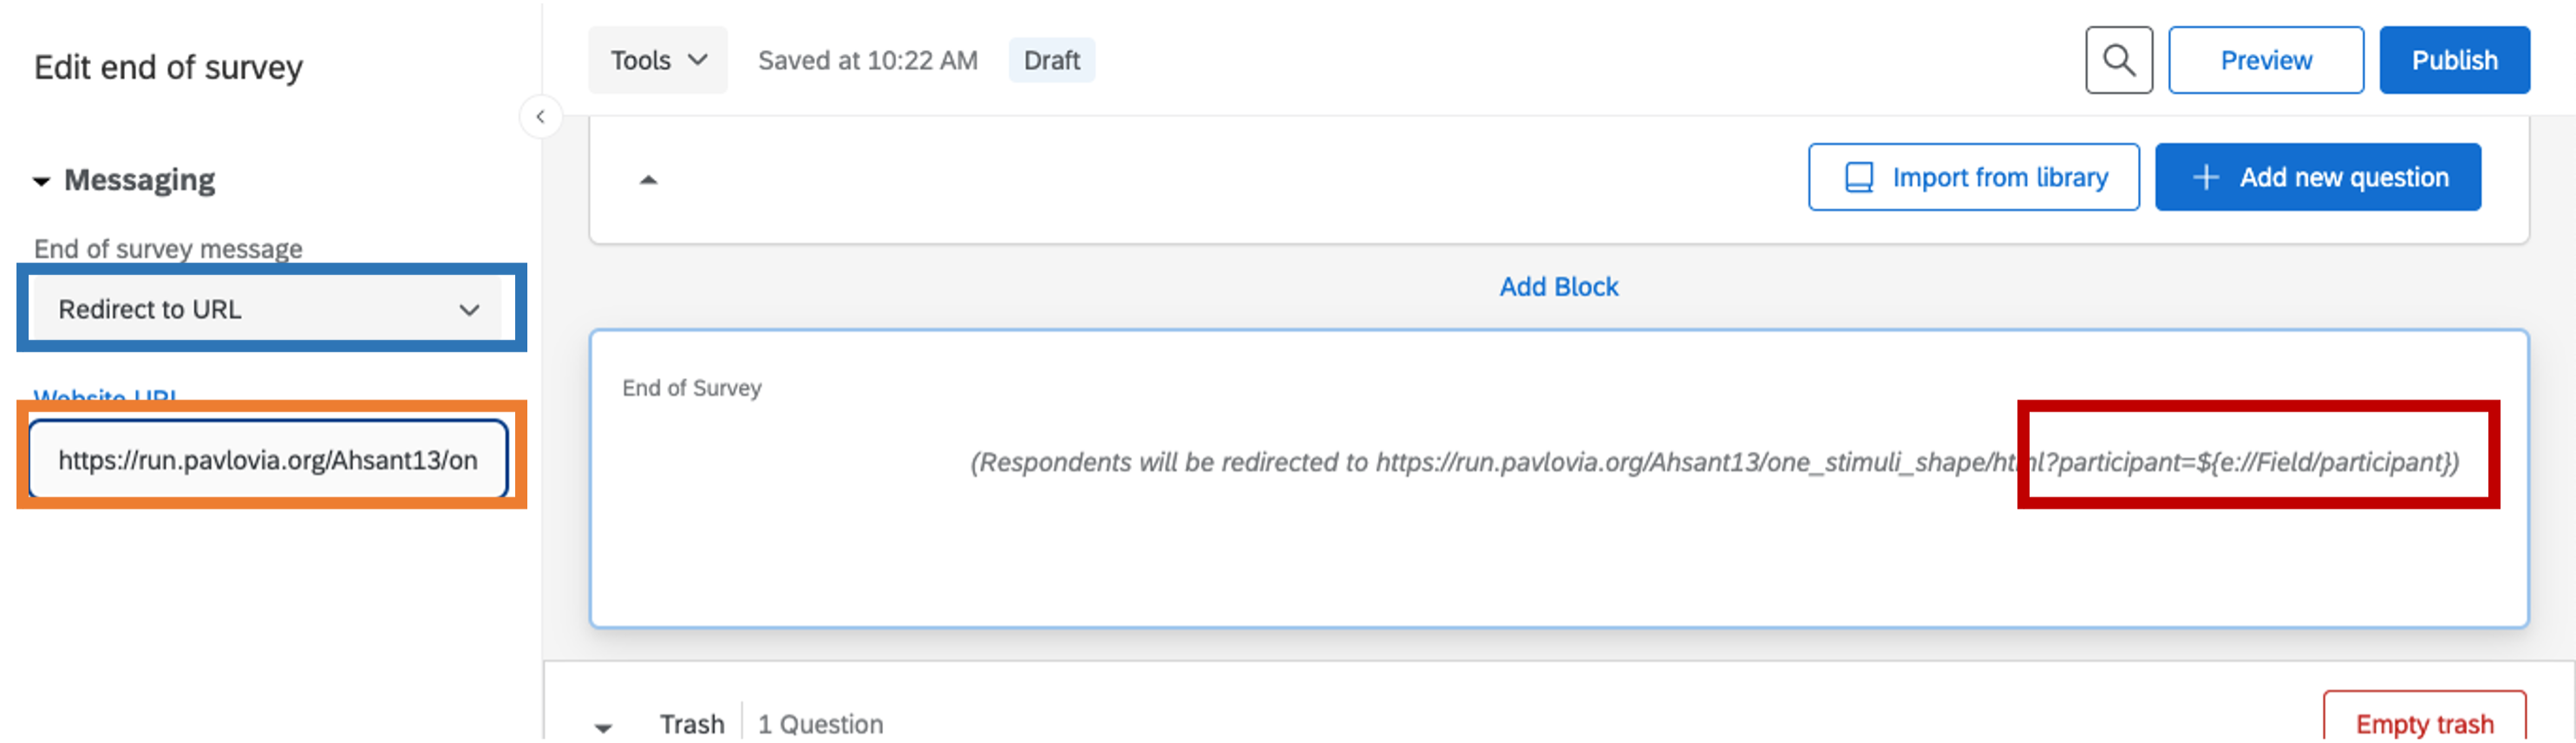 Edit end of survey
Messaging
End of survey message
Redirect to URL
Website URL
https://run.pavlovia.org/Ahsant13/on
Tools
Saved at 10:22 AM
Draft
Preview
Publish
Import from library
+ Add new question
Add Block
End of Survey
(Respondents will be redirected to https://run.pavlovia.org/Ahsant13/one_stimuli_shape/html?participant=${e://Field/participant})
Trash
1 Question
Empty trash